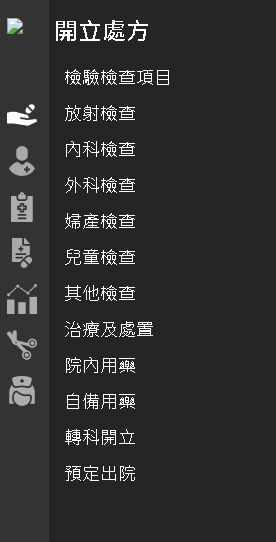 開立處方
檢驗檢查項目
放射檢查
內科檢查
外科檢查
婦產檢查
兒童檢查
其他檢查
治療及處置
院內用藥
自備用藥
轉科開立
預定出院